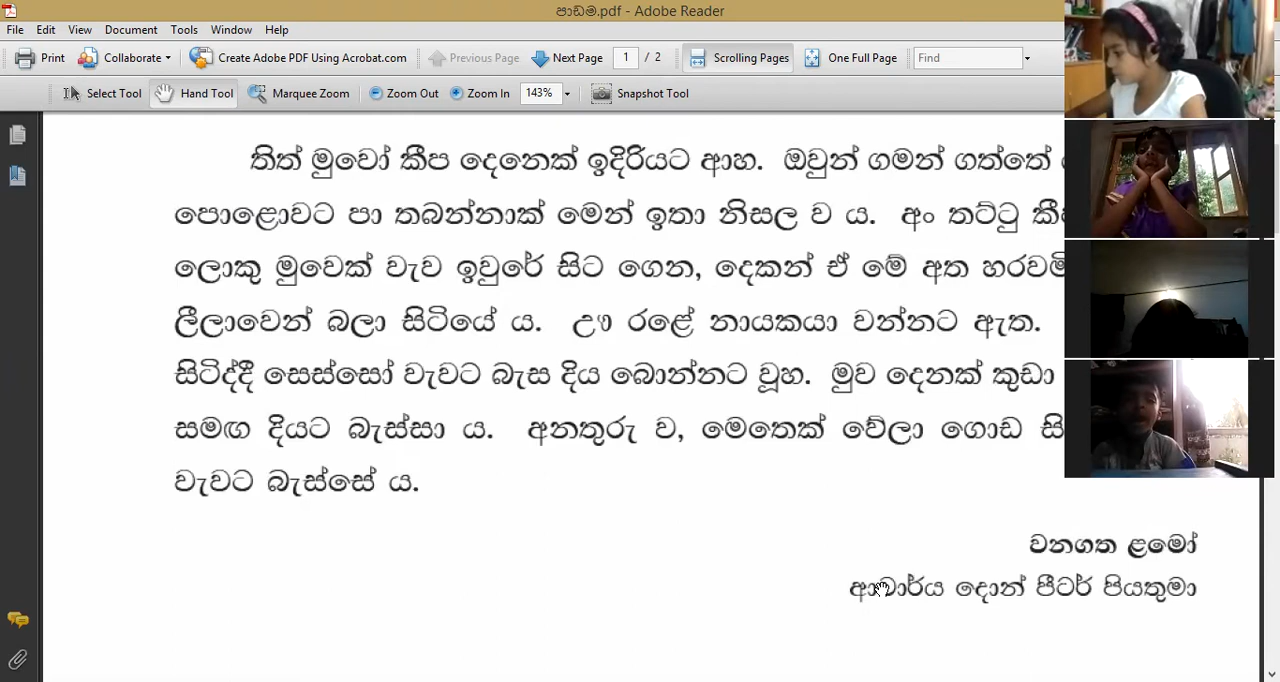 පාඩම.pdf - Adobe Reader
File Edit View Document Tools Window Help
Print Collaborate Create Adobe PDF Using Acrobat.com Previous Page Next Page 1 / 2 Scrolling Pages One Full Page Find
Select Tool Hand Tool Marquee Zoom Zoom Out Zoom In 143% Snapshot Tool
තිත් මුවෝ කීප දෙනෙක් ඉදිරියට ආහ. ඔවුන් ගමන් ගත්තේ
පොළොවට පා තබන්නාක් මෙන් ඉතා නිසල ව ය. අං තට්ටු
ලොකු මුවෙක් වැව ඉවුරේ සිට ගෙන, දෙකන් ඒ මේ අත
ලීලාවෙන් බලා සිටියේ ය. ඌ රළේ නායකයා වන්නට ඇත.
සිටිද්දී සෙස්සෝ වැවට බැස දිය බොන්නට වූහ. මුව දෙනක් කුඩා
සමඟ දියට බැස්සා ය. අනතුරු ව, මෙතෙක් වේලා ගොඩ
වැවට බැස්සේ ය.
වනගත ළමෝ
ආචාර්ය දොන් පීටර් පියතුමා